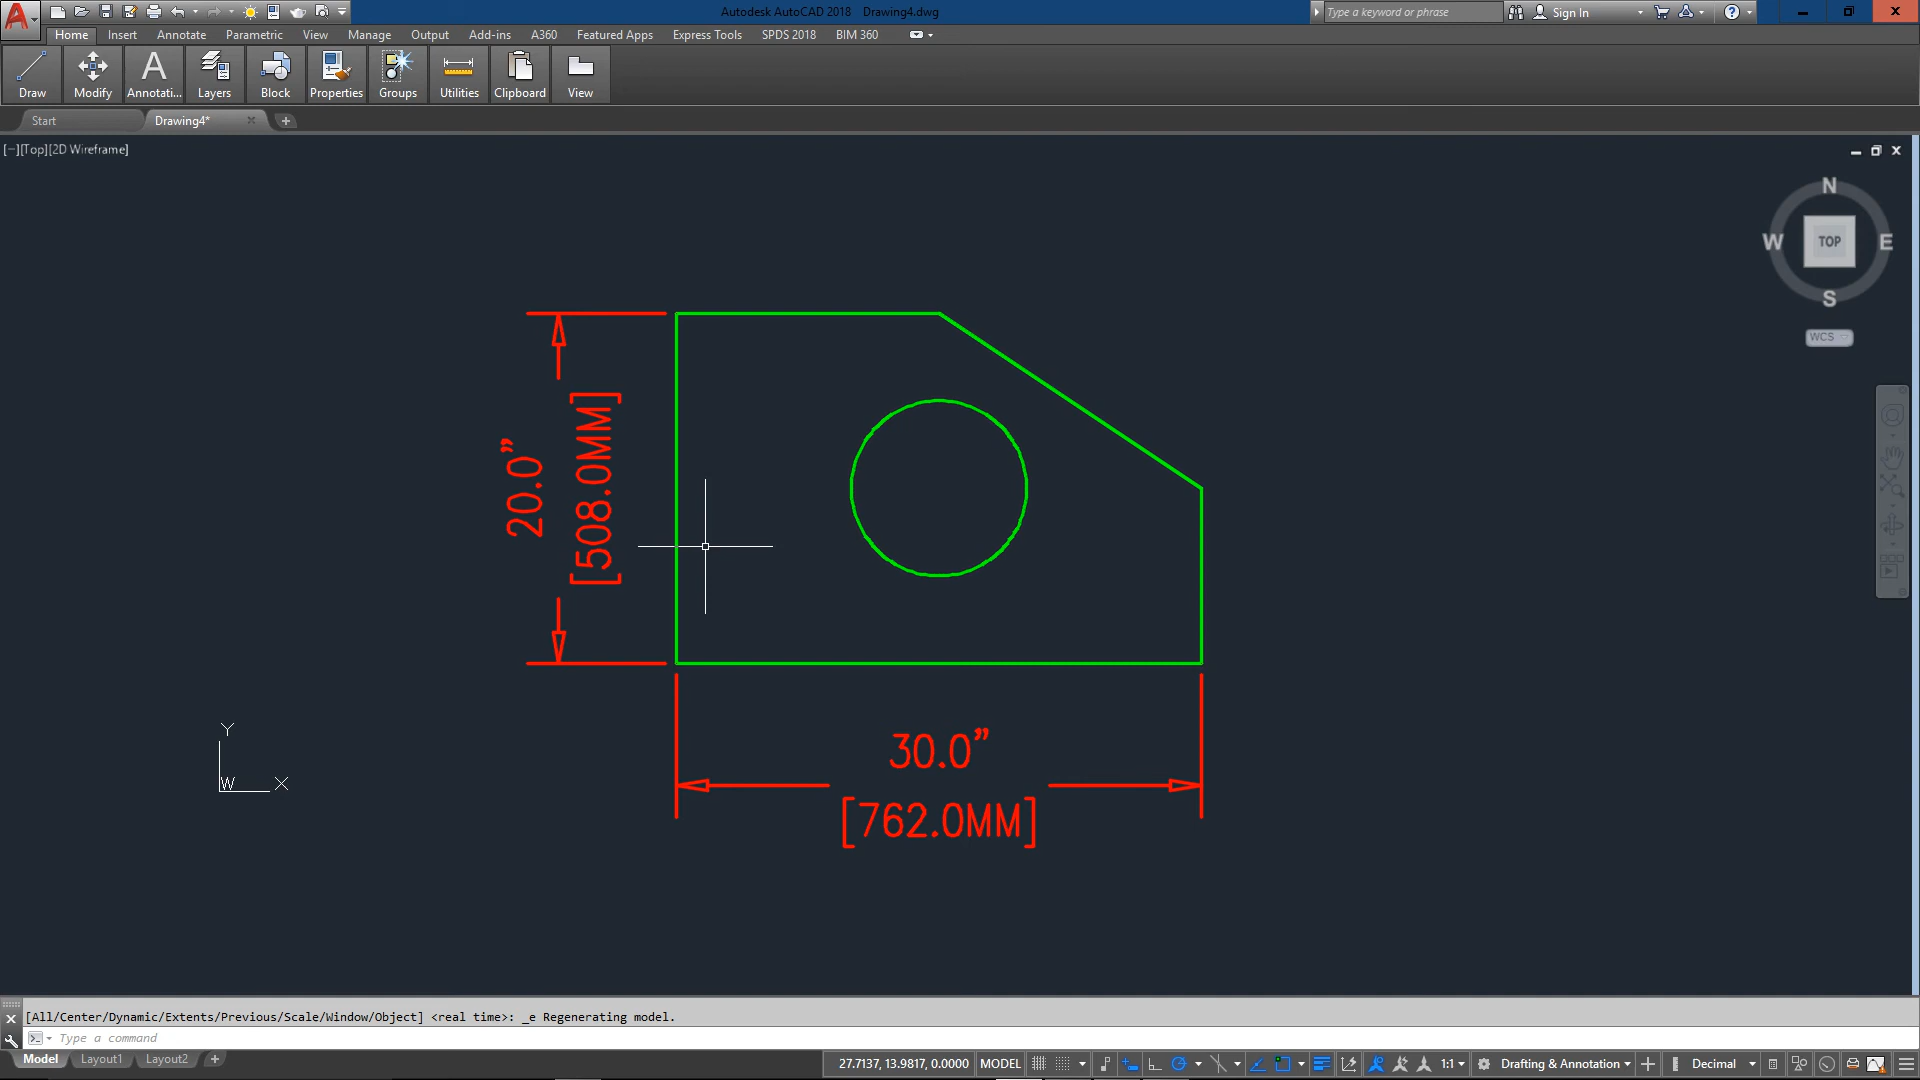 Autodesk AutoCAD 2018 Drawing4.dwg
Type a keyword or phrase
Sign In
Home Insert Annotate Parametric View Manage Output Add-ins A360 Featured Apps Express Tools SPDS 2018 BIM 360
Draw Modify Annotati... Layers Block Properties Groups Utilities Clipboard View
Start Drawing4*
[−][Top][2D Wireframe]
N
W TOP E
S
WCS
20.0"
[508.0MM]
30.0"
[762.0MM]
Y
W X
[All/Center/Dynamic/Extents/Previous/Scale/Window/Object] <real time>: _e Regenerating model.
Type a command
Model Layout1 Layout2
27.7137, 13.9817, 0.0000 MODEL 1:1 Drafting & Annotation Decimal